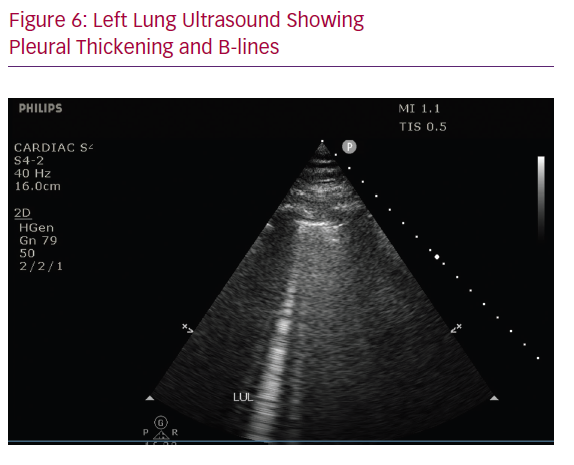 Figure 6: Left Lung Ultrasound Showing
Pleural Thickening and B-lines
PHILIPS
MI 1.1
TIS 0.5
CARDIAC S4
S4-2
40 Hz
16.0cm
2D
HGen
Gn 79
50
2/2/1
P
LUL
G
P R